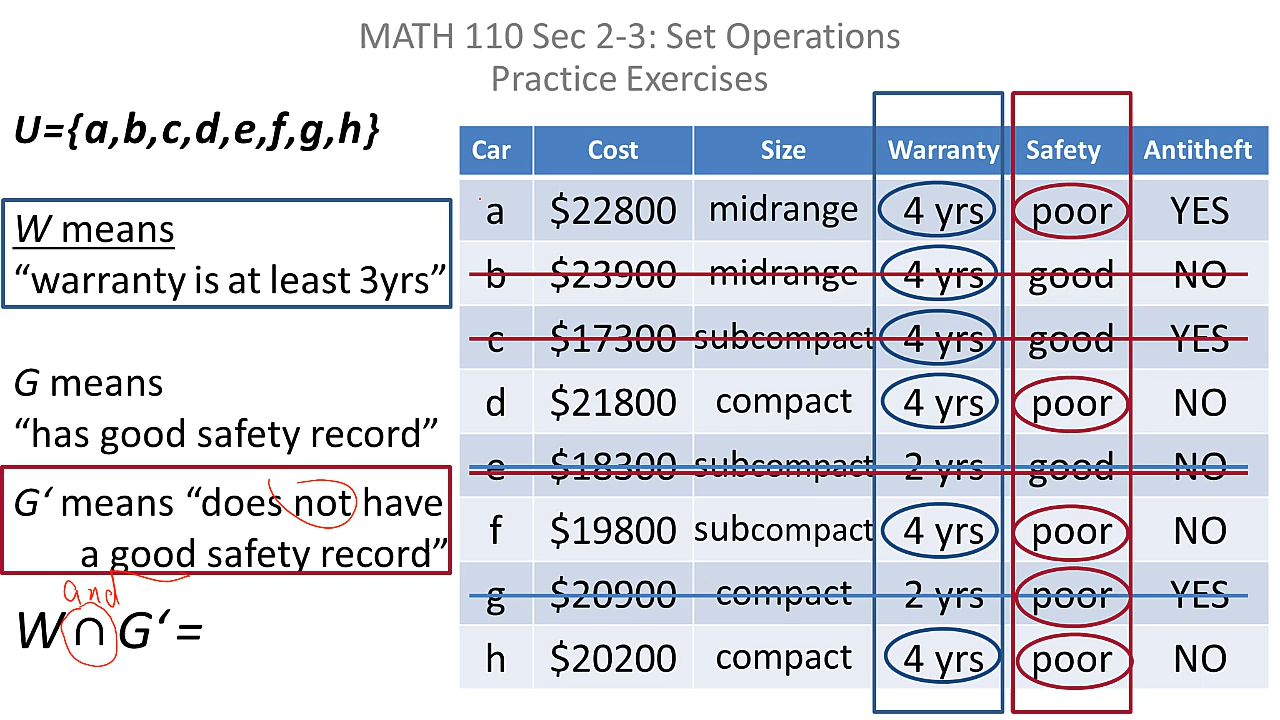 MATH 110 Sec 2-3: Set Operations
Practice Exercises
U={a,b,c,d,e,f,g,h}
W means
“warranty is at least 3yrs”
G means
“has good safety record”
G‘ means “does not have
a good safety record”
and
W∩G‘=
Car Cost Size Warranty Safety Antitheft
a $22800 midrange 4 yrs poor YES
b $23900 midrange 4 yrs good NO
c $17300 subcompact 4 yrs good YES
d $21800 compact 4 yrs poor NO
e $18300 subcompact 2 yrs good NO
f $19800 subcompact 4 yrs poor NO
g $20900 compact 2 yrs poor YES
h $20200 compact 4 yrs poor NO